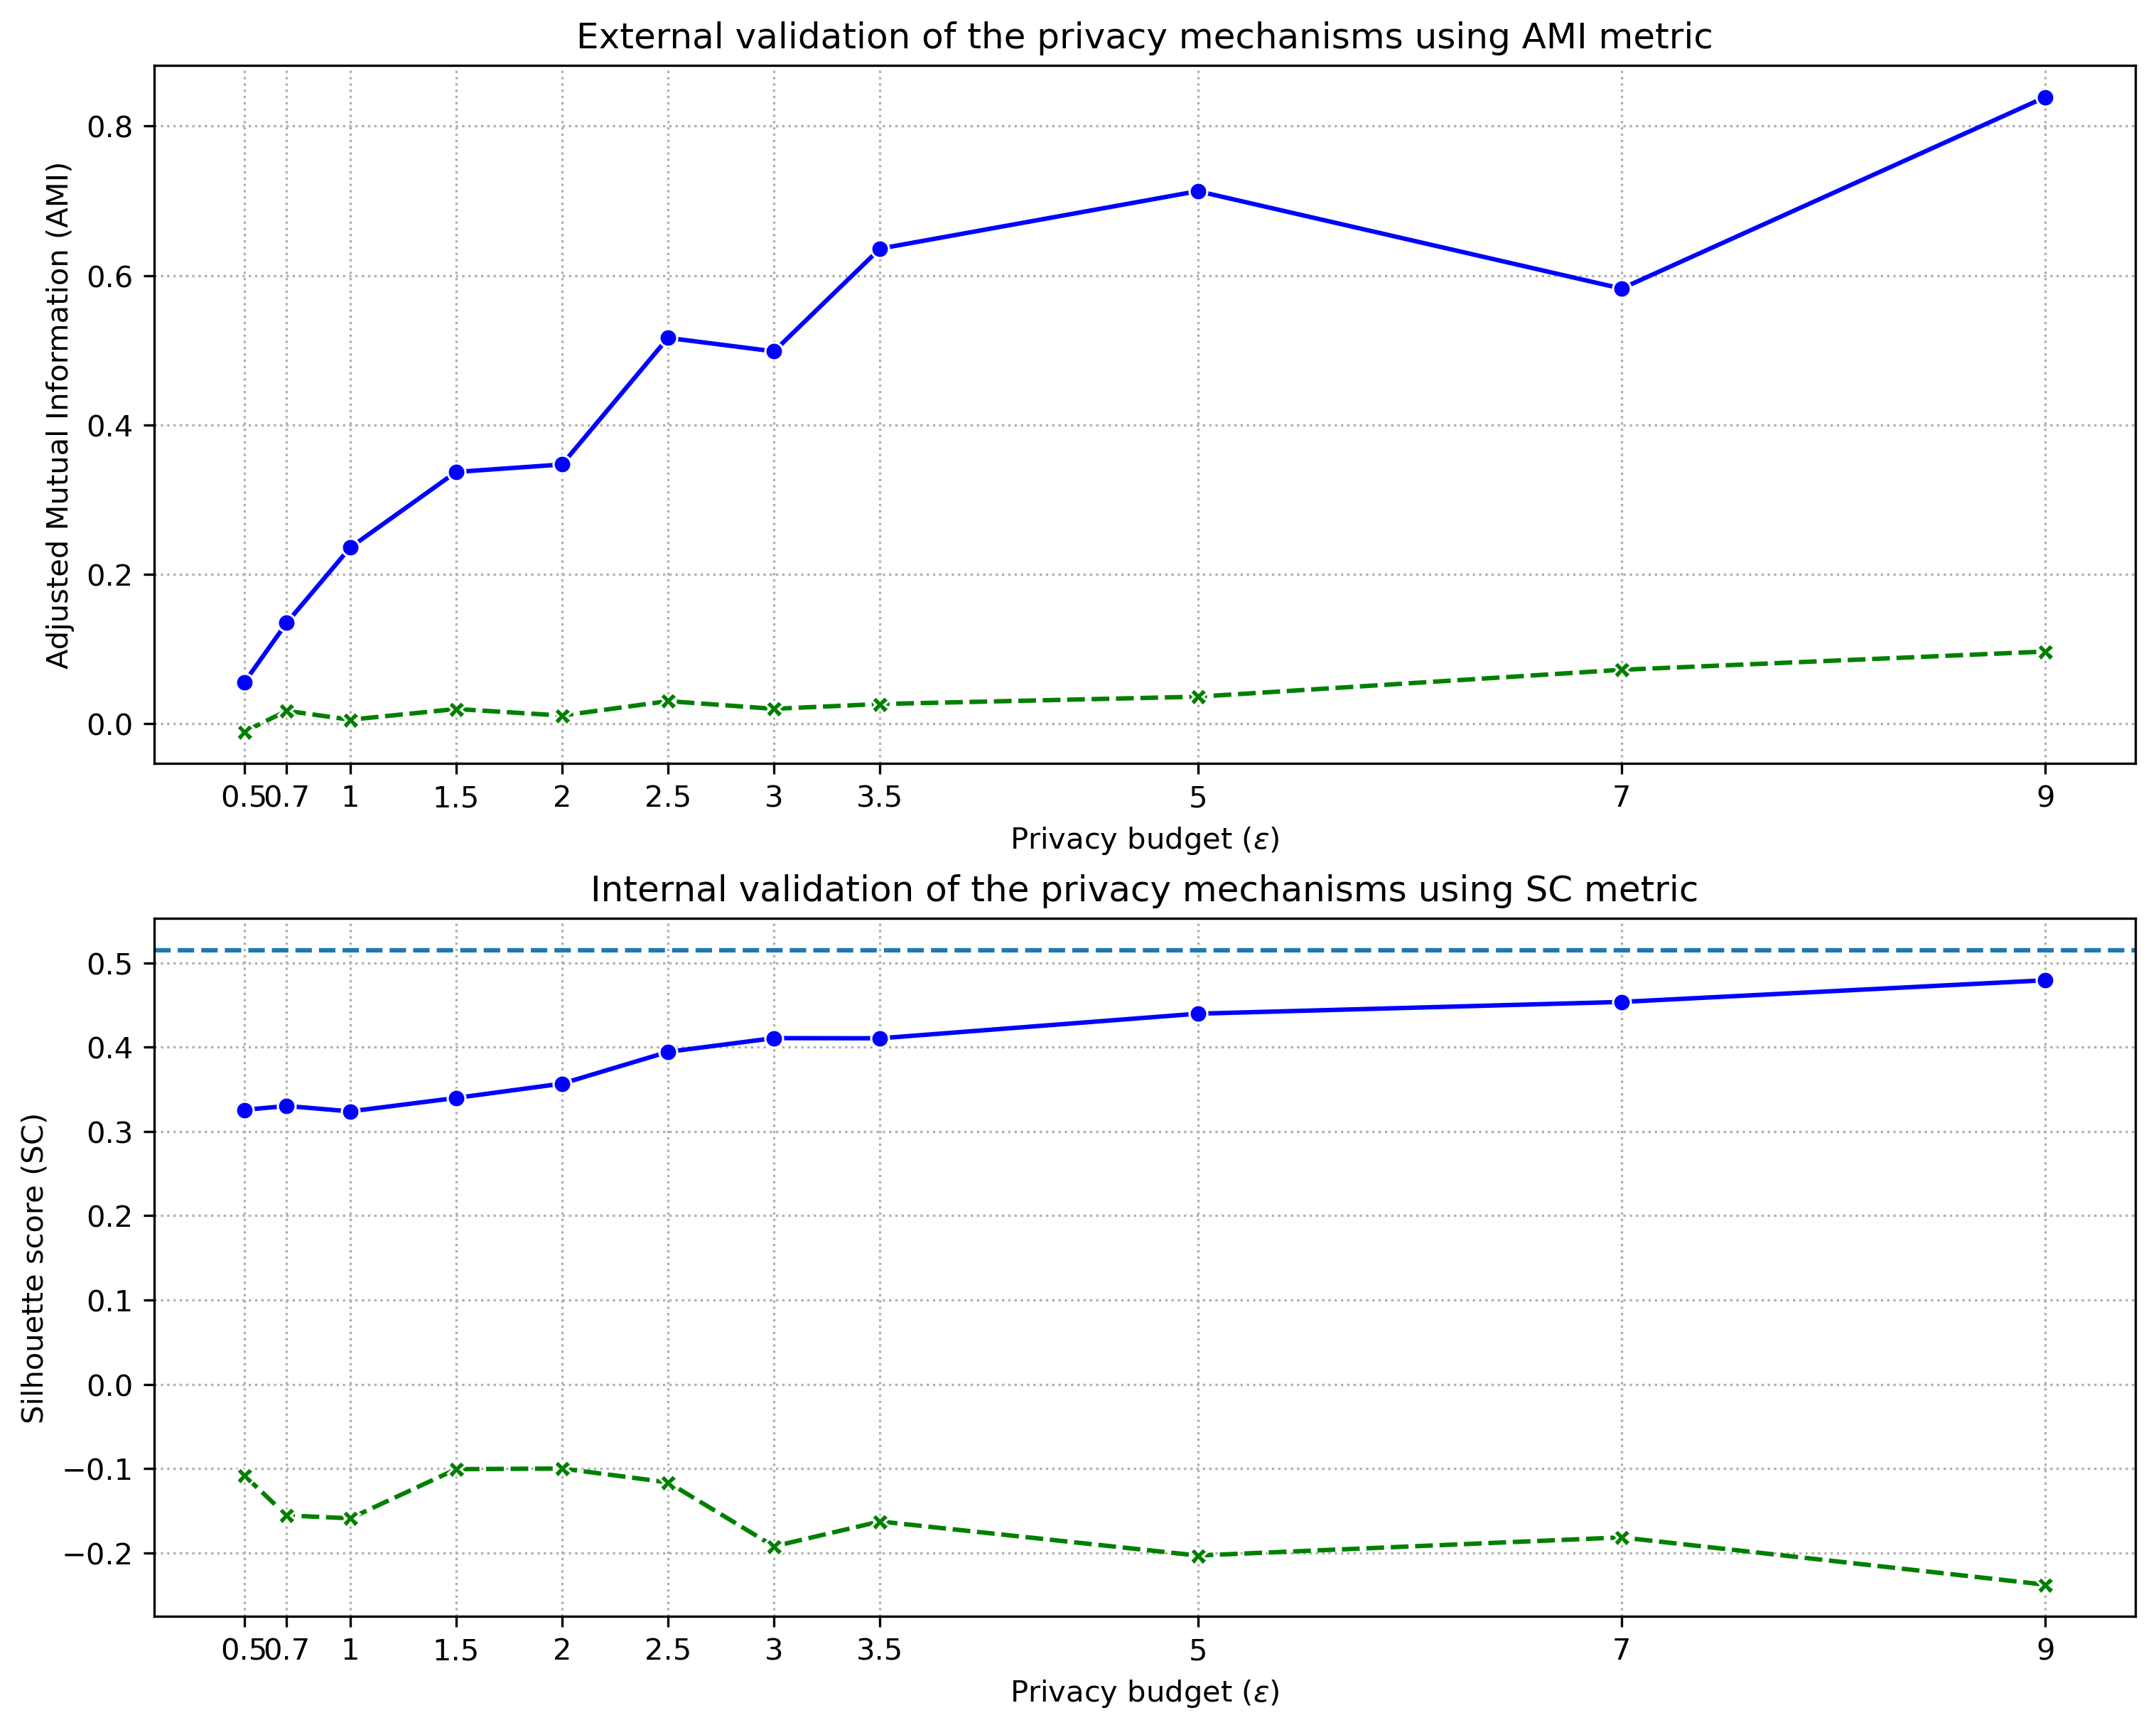 External validation of the privacy mechanisms using AMI metric
Adjusted Mutual Information (AMI)
0.8
0.6
0.4
0.2
0.0
0.5 0.7 1 1.5 2 2.5 3 3.5 5 7 9
Privacy budget (ε)
Internal validation of the privacy mechanisms using SC metric
Silhouette score (SC)
0.5
0.4
0.3
0.2
0.1
0.0
−0.1
−0.2
0.5 0.7 1 1.5 2 2.5 3 3.5 5 7 9
Privacy budget (ε)